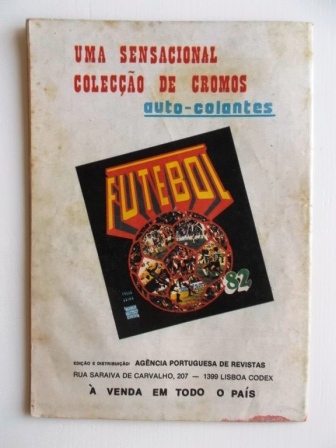 UMA SENSACIONAL
COLECÇÃO DE CROMOS
auto-colantes
FUTEBOL
82
EDIÇÃO E DISTRIBUIÇÃO: AGÊNCIA PORTUGUESA DE REVISTAS
RUA SARAIVA DE CARVALHO, 207 — 1399 LISBOA CODEX
À VENDA EM TODO O PAÍS